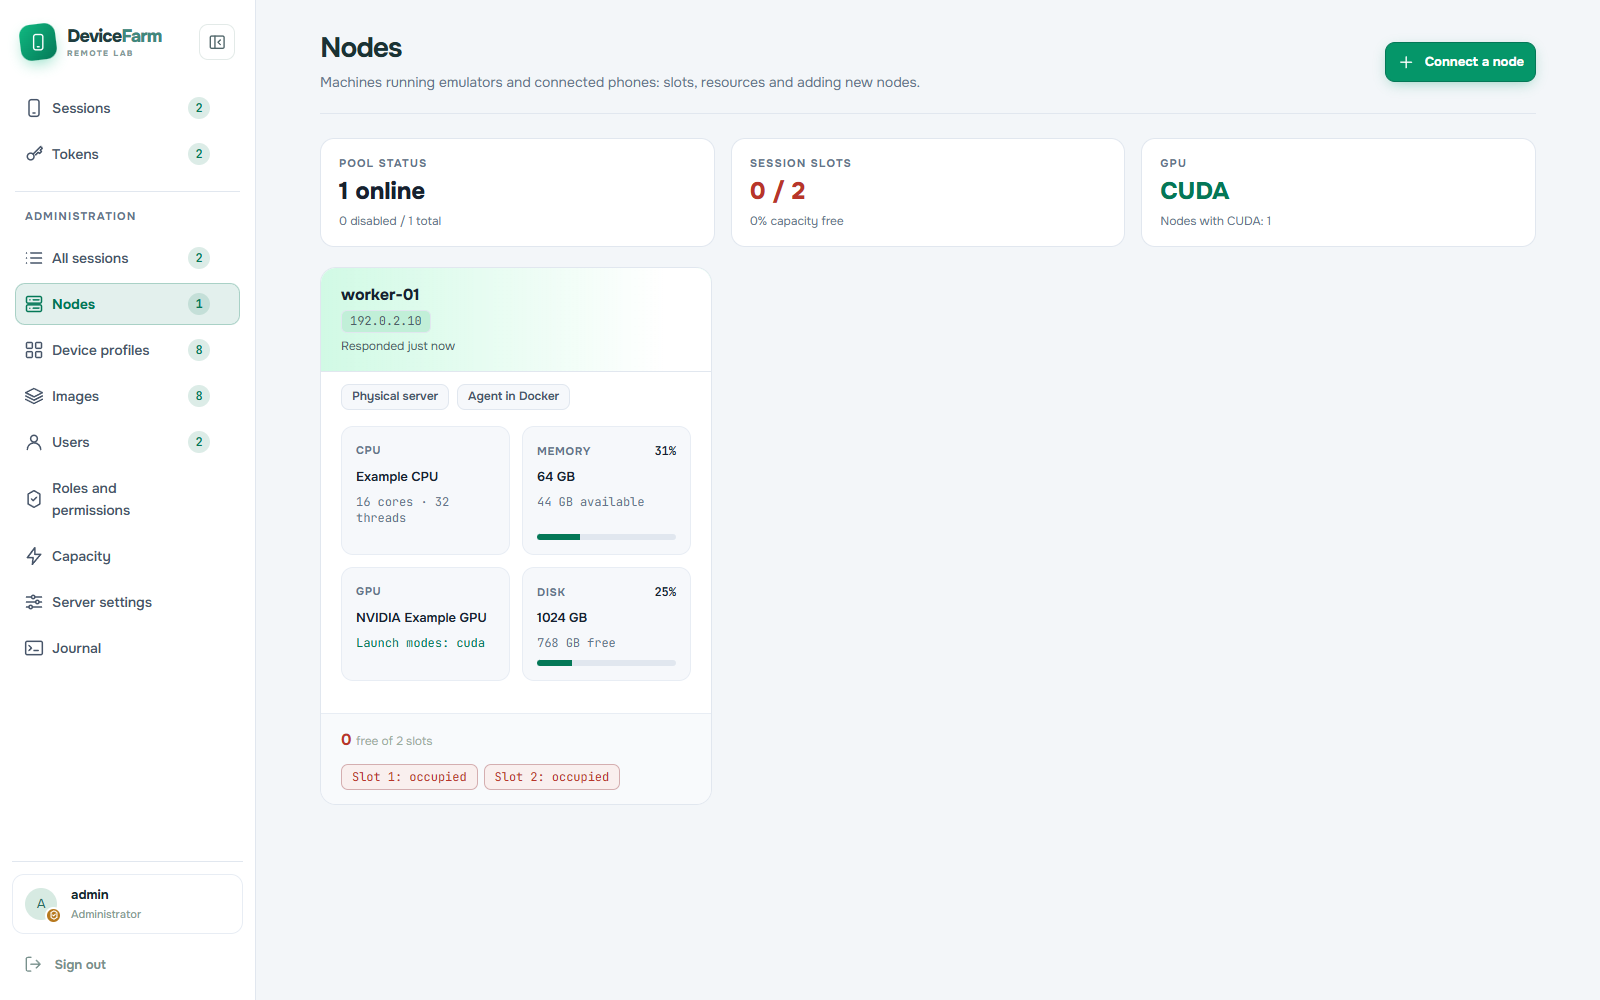 DeviceFarm
REMOTE LAB
Sessions 2
Tokens 2
ADMINISTRATION
All sessions 2
Nodes 1
Device profiles 8
Images 8
Users 2
Roles and
permissions
Capacity
Server settings
Journal
A
admin
Administrator
Sign out
Nodes
Machines running emulators and connected phones: slots, resources and adding new nodes.
Connect a node
POOL STATUS
1 online
0 disabled / 1 total
SESSION SLOTS
0 / 2
0% capacity free
GPU
CUDA
Nodes with CUDA: 1
worker-01
192.0.2.10
Responded just now
Physical server Agent in Docker
CPU
Example CPU
16 cores · 32
threads
MEMORY 31%
64 GB
44 GB available
GPU
NVIDIA Example GPU
Launch modes: cuda
DISK 25%
1024 GB
768 GB free
0 free of 2 slots
Slot 1: occupied Slot 2: occupied